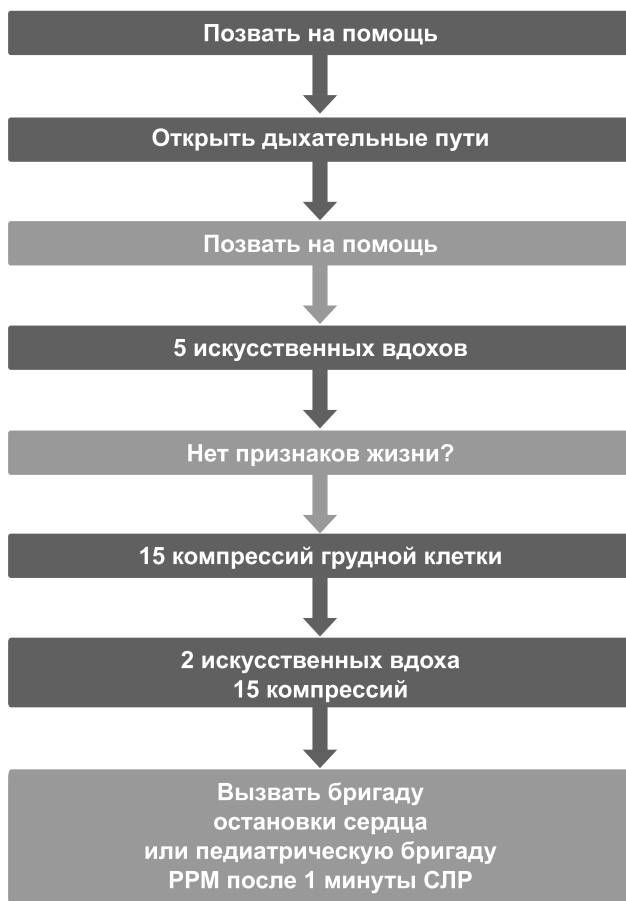 Позвать на помощь
Открыть дыхательные пути
Позвать на помощь
5 искусственных вдохов
Нет признаков жизни?
15 компрессий грудной клетки
2 искусственных вдоха
15 компрессий
Вызвать бригаду
остановки сердца
или педиатрическую бригаду
РРМ после 1 минуты СЛР